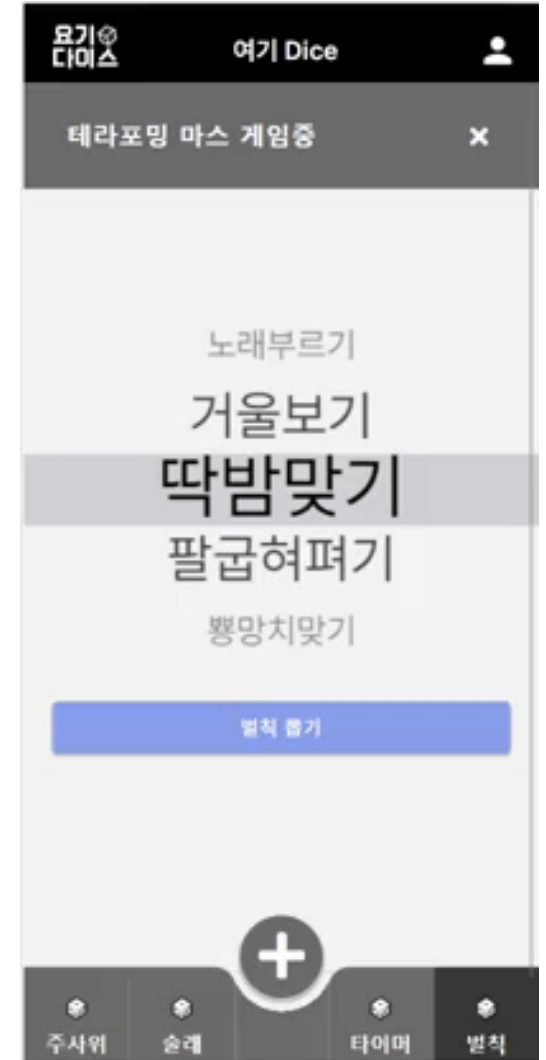 요기
다이스
여기 Dice
테라포밍 마스 게임중
노래부르기
거울보기
딱밤맞기
팔굽혀펴기
뿅망치맞기
벌칙 뽑기
주사위
술래
타이머
벌칙